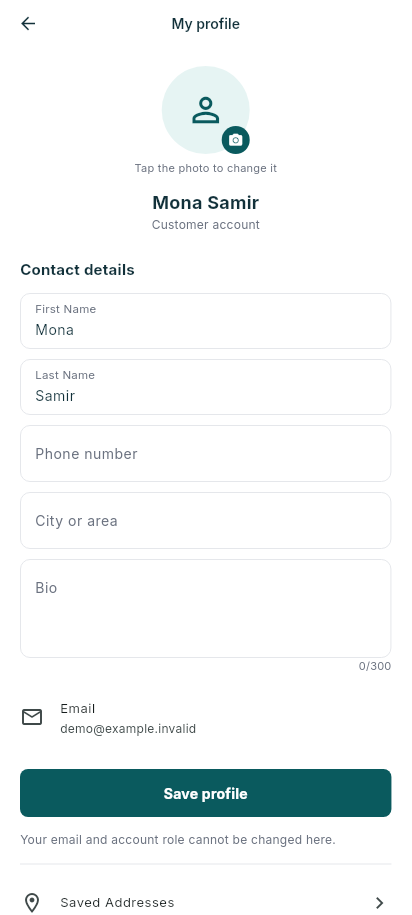 My profile
Tap the photo to change it
Mona Samir
Customer account
Contact details
First Name
Mona
Last Name
Samir
Phone number
City or area
Bio
0/300
Email
demo@example.invalid
Save profile
Your email and account role cannot be changed here.
Saved Addresses